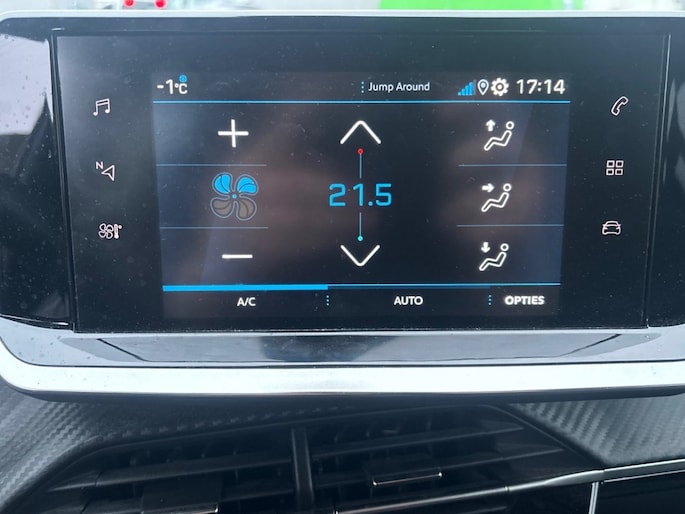 -1°C Jump Around 17:14
N
21.5
A/C AUTO OPTIES